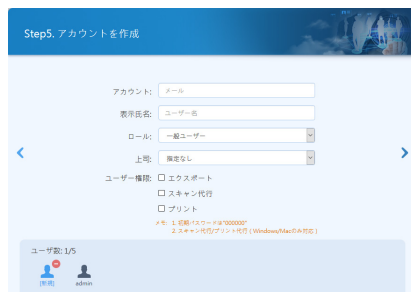 Step5. アカウントを作成
アカウント: メール
表示氏名: ユーザー名
ロール: 一般ユーザー
上司: 指定なし
ユーザー権限: エクスポート
スキャン代行
プリント
メモ: 1. 初期パスワードは"000000"
2. スキャン代行/プリント代行 ( Windows/Macのみ対応 )
ユーザ数: 1/5
[新規] admin